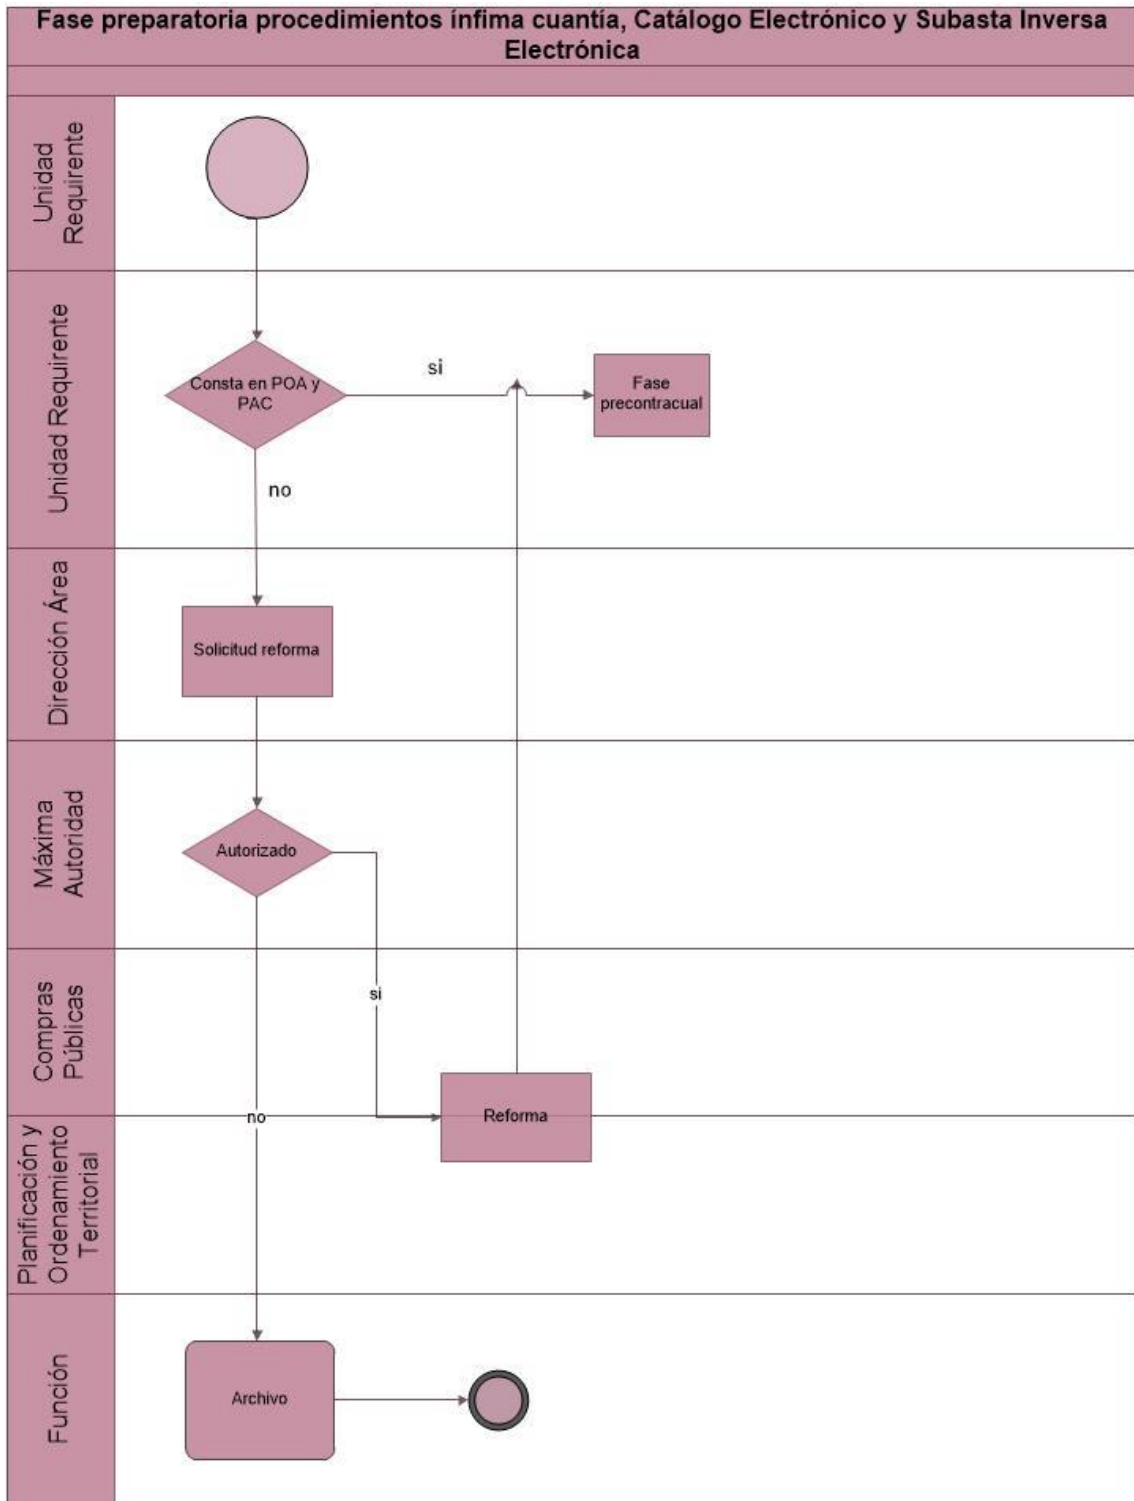 Fase preparatoria procedimientos ínfima cuantía, Catálogo Electrónico y Subasta Inversa
Electrónica
Unidad
Requirente
Unidad Requirente
Consta en POA y
PAC
si
Fase
precontracual
no
Dirección Área
Solicitud reforma
Máxima
Autoridad
Autorizado
Compras
Públicas
si
Reforma
no
Planificación y
Ordenamiento
Territorial
Función
Archivo